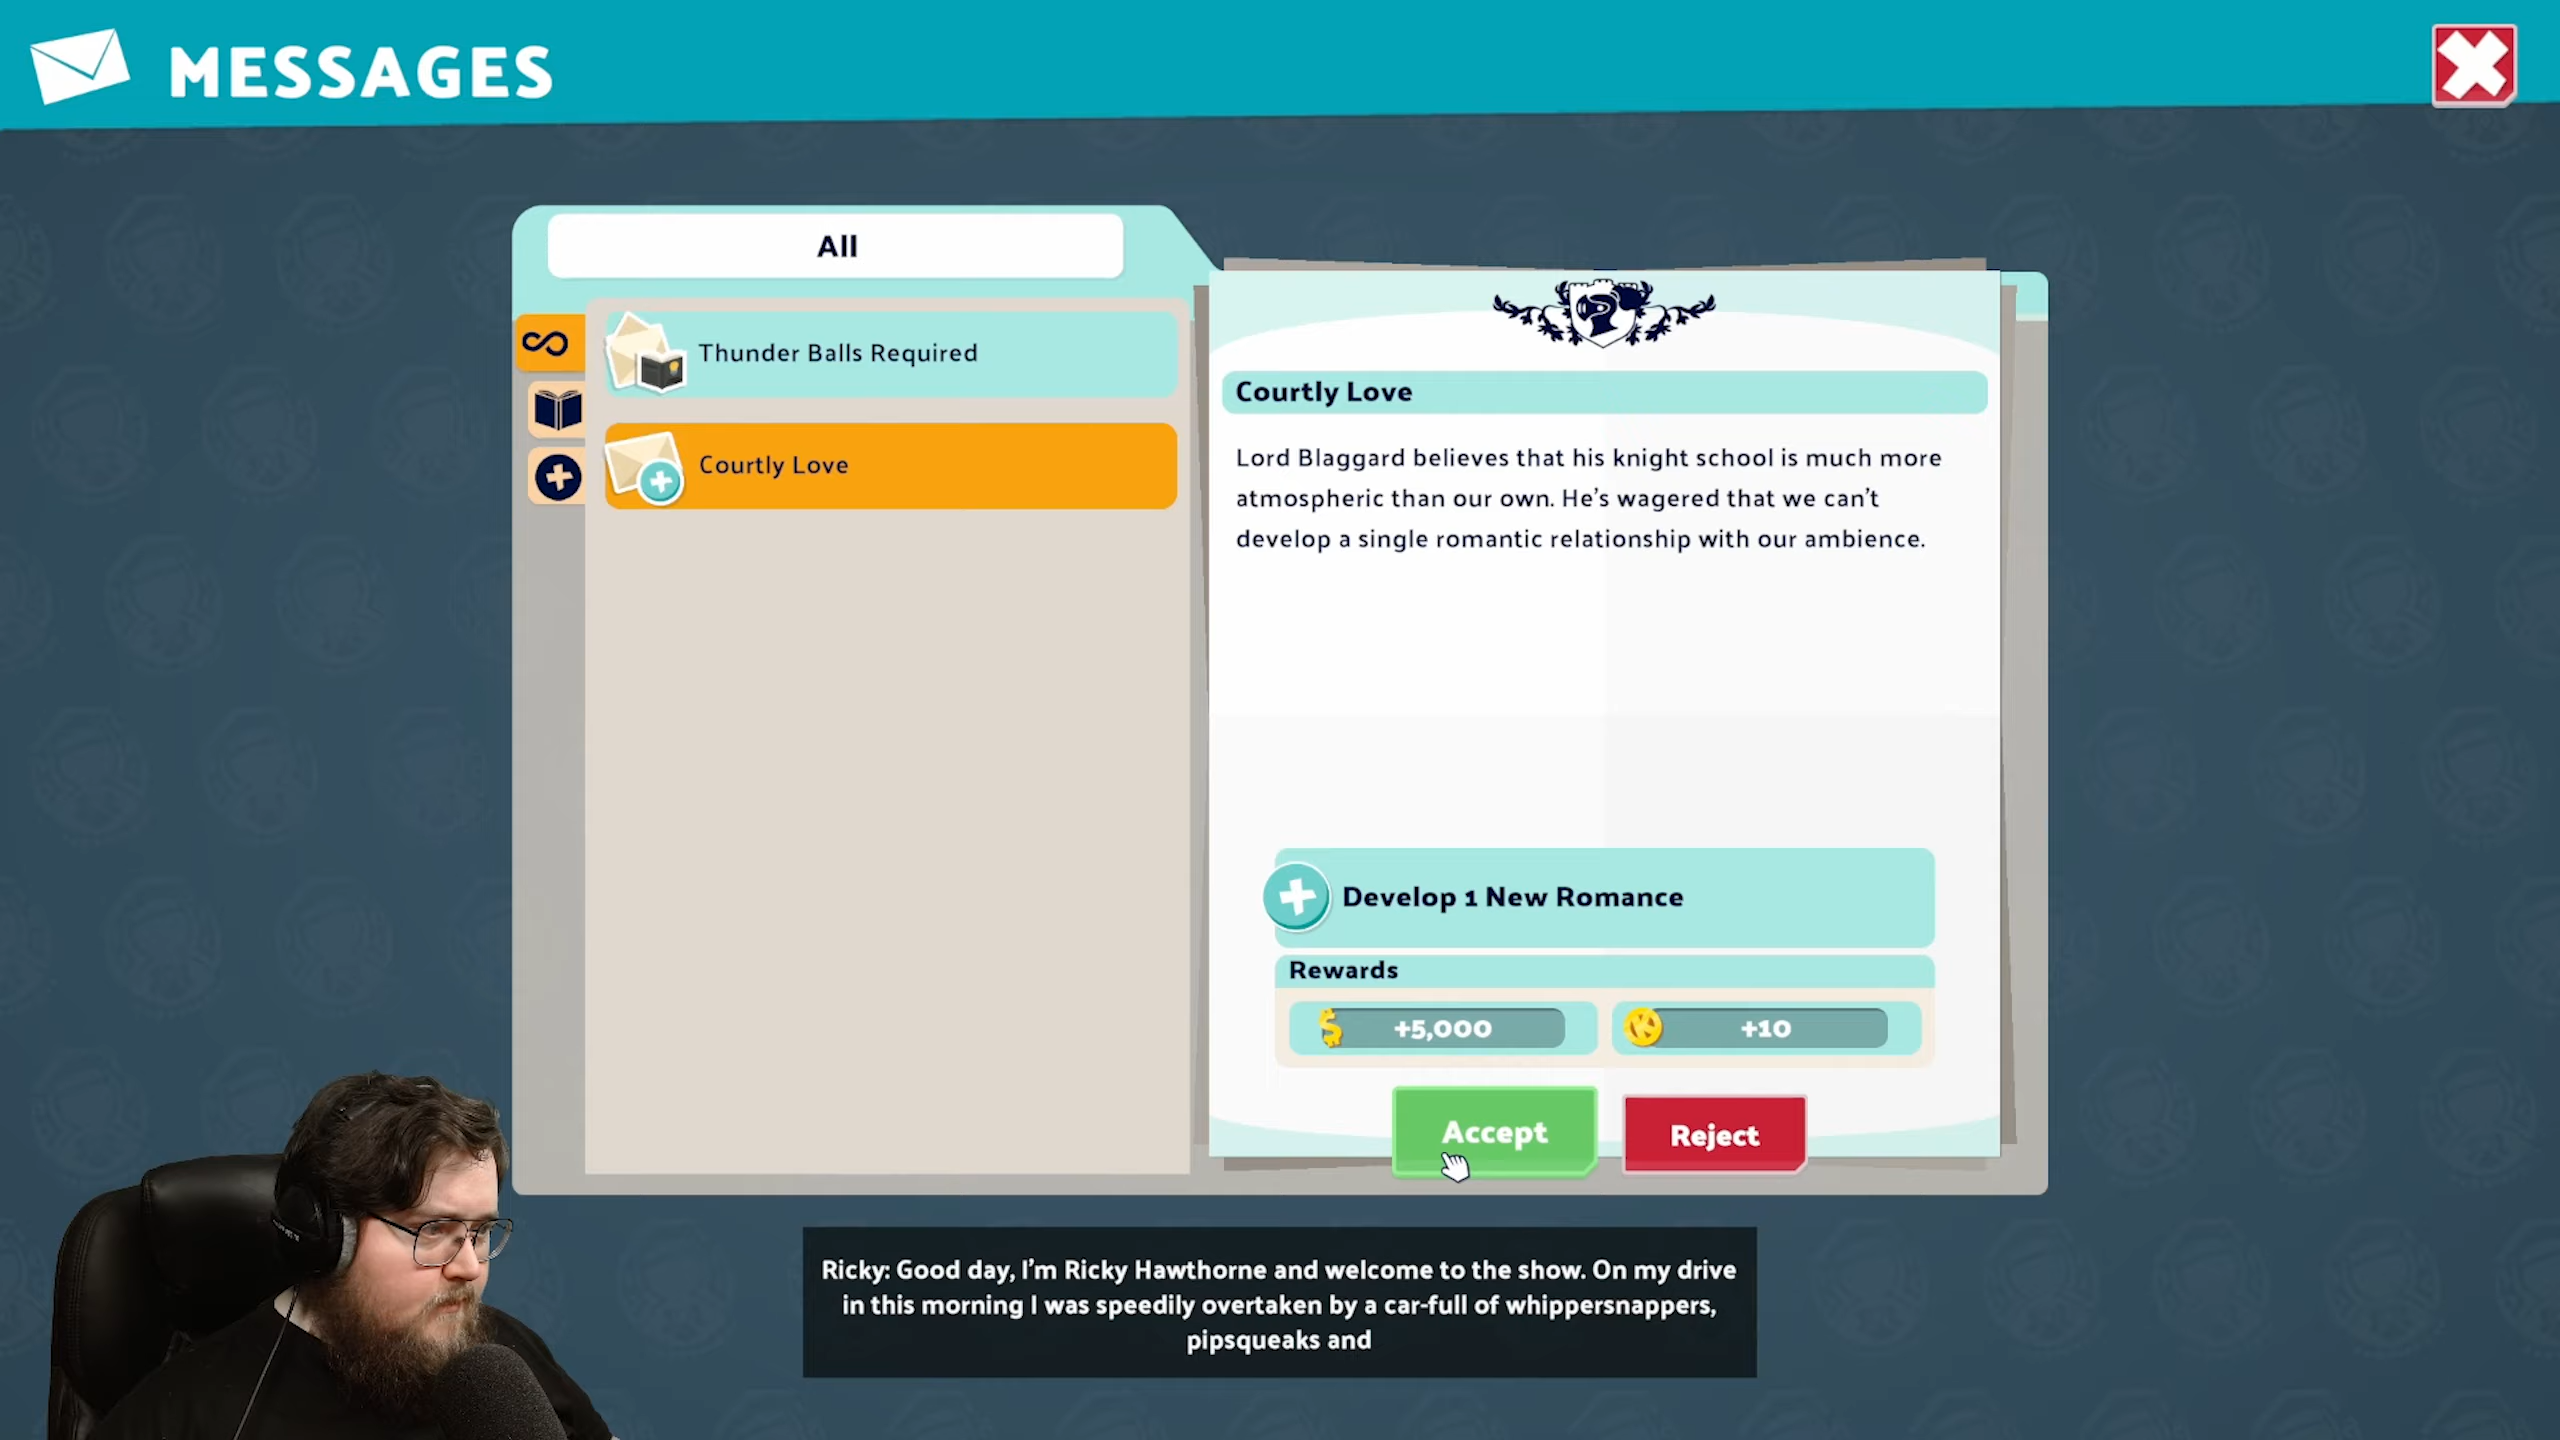 MESSAGES
All
Thunder Balls Required
Courtly Love
Courtly Love
Lord Blaggard believes that his knight school is much more
atmospheric than our own. He's wagered that we can't
develop a single romantic relationship with our ambience.
Develop 1 New Romance
Rewards
$ +5,000
K +10
Accept
Reject
Ricky: Good day, I'm Ricky Hawthorne and welcome to the show. On my drive
in this morning I was speedily overtaken by a car-full of whippersnappers,
pipsqueaks and